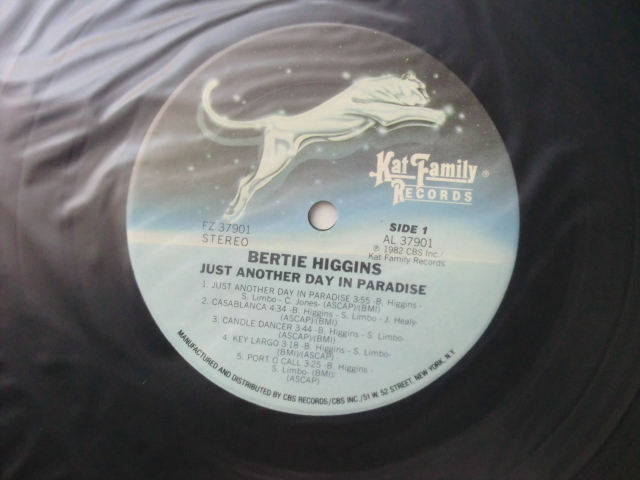 Kat Family ®
RECORDS
FZ 37901
STEREO
SIDE 1
AL 37901
℗ 1982 CBS Inc./
Kat Family Records
BERTIE HIGGINS
JUST ANOTHER DAY IN PARADISE
1. JUST ANOTHER DAY IN PARADISE 3:55 -B. Higgins -
S. Limbo - C. Jones- (ASCAP)/(BMI)
2. CASABLANCA 4:34 -B. Higgins - S. Limbo - J. Healy-
(ASCAP)/(BMI)
3. CANDLE DANCER 3:44 -B. Higgins - S. Limbo-
(ASCAP)/(BMI)
4. KEY LARGO 3:18 -B. Higgins - S. Limbo-
(BMI)/(ASCAP)
5. PORT O CALL 3:25 -B. Higgins -
S. Limbo- (BMI)/
(ASCAP)
MANUFACTURED AND DISTRIBUTED BY CBS RECORDS/CBS INC./51 W. 52 STREET, NEW YORK, N.Y.